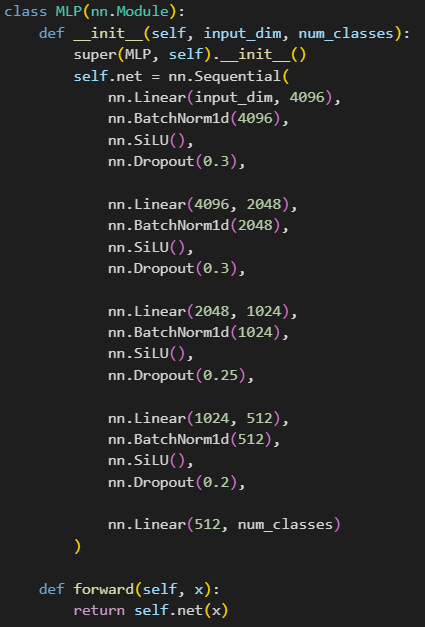 class MLP(nn.Module):
    def __init__(self, input_dim, num_classes):
        super(MLP, self).__init__()
        self.net = nn.Sequential(
            nn.Linear(input_dim, 4096),
            nn.BatchNorm1d(4096),
            nn.SiLU(),
            nn.Dropout(0.3),

            nn.Linear(4096, 2048),
            nn.BatchNorm1d(2048),
            nn.SiLU(),
            nn.Dropout(0.3),

            nn.Linear(2048, 1024),
            nn.BatchNorm1d(1024),
            nn.SiLU(),
            nn.Dropout(0.25),

            nn.Linear(1024, 512),
            nn.BatchNorm1d(512),
            nn.SiLU(),
            nn.Dropout(0.2),

            nn.Linear(512, num_classes)
        )

    def forward(self, x):
        return self.net(x)